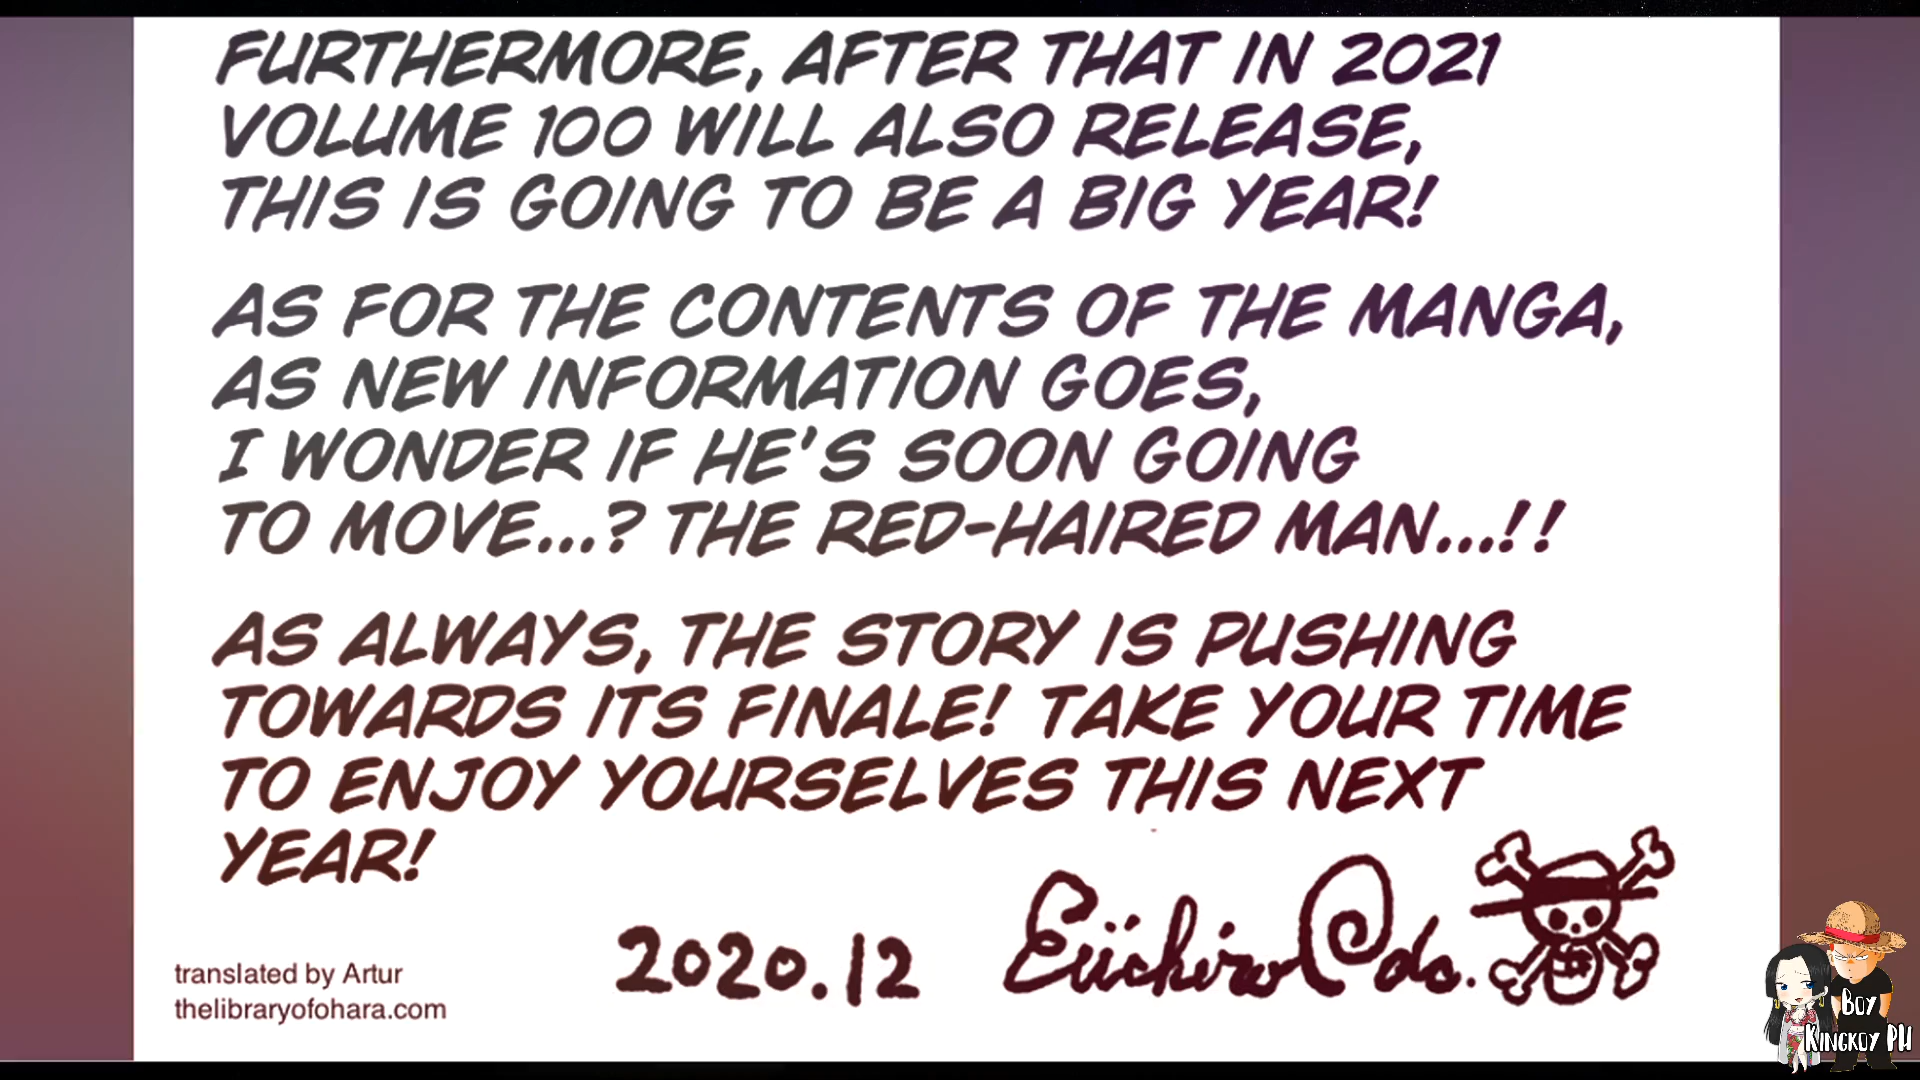 FURTHERMORE, AFTER THAT IN 2021
VOLUME 100 WILL ALSO RELEASE,
THIS IS GOING TO BE A BIG YEAR!
AS FOR THE CONTENTS OF THE MANGA,
AS NEW INFORMATION GOES,
I WONDER IF HE'S SOON GOING
TO MOVE...? THE RED-HAIRED MAN...!!
AS ALWAYS, THE STORY IS PUSHING
TOWARDS ITS FINALE! TAKE YOUR TIME
TO ENJOY YOURSELVES THIS NEXT
YEAR!
2020.12
Eiichiro Oda.
translated by Artur
thelibraryofohara.com
BOY
KINGKOY PH